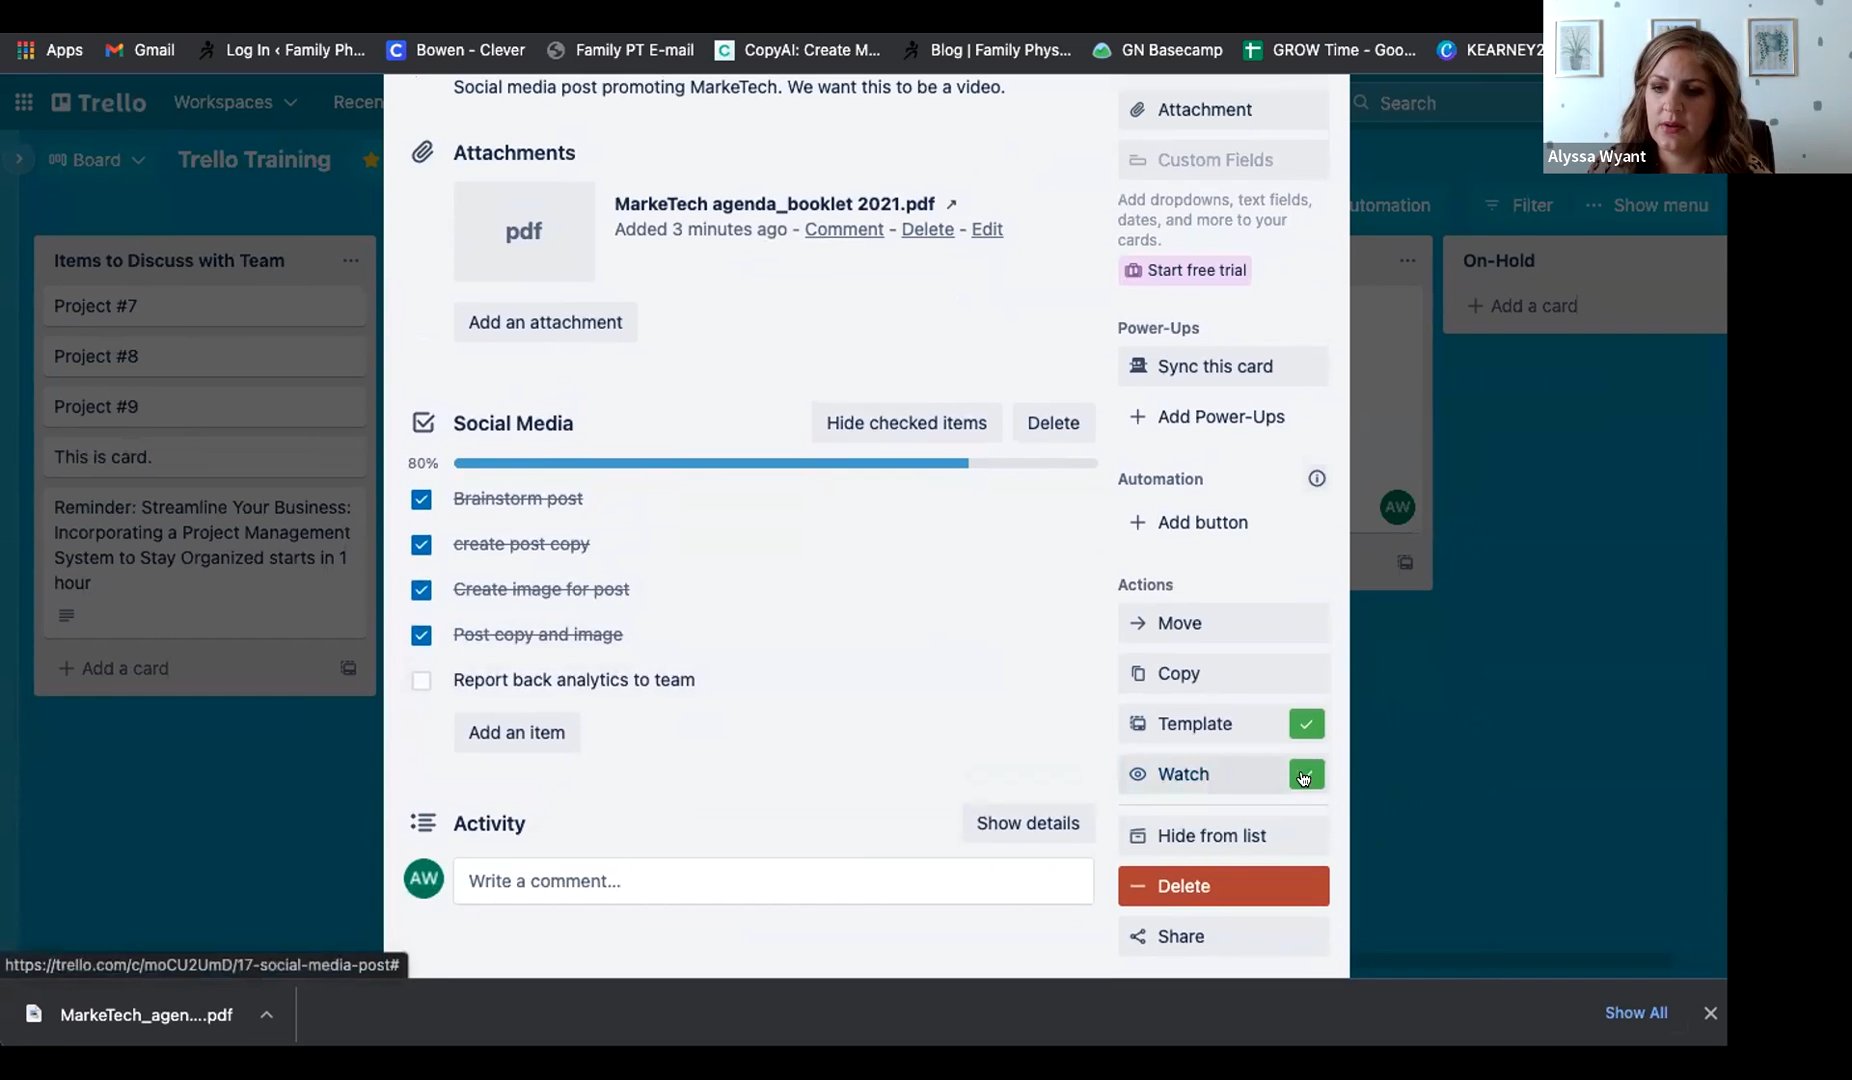 Apps
Gmail
Log In ‹ Family Ph...
Bowen - Clever
Family PT E-mail
CopyAI: Create M...
Blog | Family Phys...
GN Basecamp
GROW Time - Goo...
KEARNEY2
Trello
Workspaces
Recen
Search
Alyssa Wyant
Board
Trello Training
utomation
Filter
Show menu
Items to Discuss with Team
Project #7
Project #8
Project #9
This is card.
Reminder: Streamline Your Business:
Incorporating a Project Management
System to Stay Organized starts in 1
hour
+ Add a card
Social media post promoting MarkeTech. We want this to be a video.
Attachments
pdf
MarkeTech agenda_booklet 2021.pdf ↗
Added 3 minutes ago - Comment - Delete - Edit
Add an attachment
Social Media
Hide checked items
Delete
80%
Brainstorm post
create post copy
Create image for post
Post copy and image
Report back analytics to team
Add an item
Activity
Show details
AW
Write a comment...
Attachment
Custom Fields
Add dropdowns, text fields,
dates, and more to your
cards.
Start free trial
Power-Ups
Sync this card
+ Add Power-Ups
Automation
+ Add button
Actions
Move
Copy
Template
Watch
Hide from list
Delete
Share
AW
On-Hold
+ Add a card
https://trello.com/c/moCU2UmD/17-social-media-post#
MarkeTech_agen....pdf
Show All